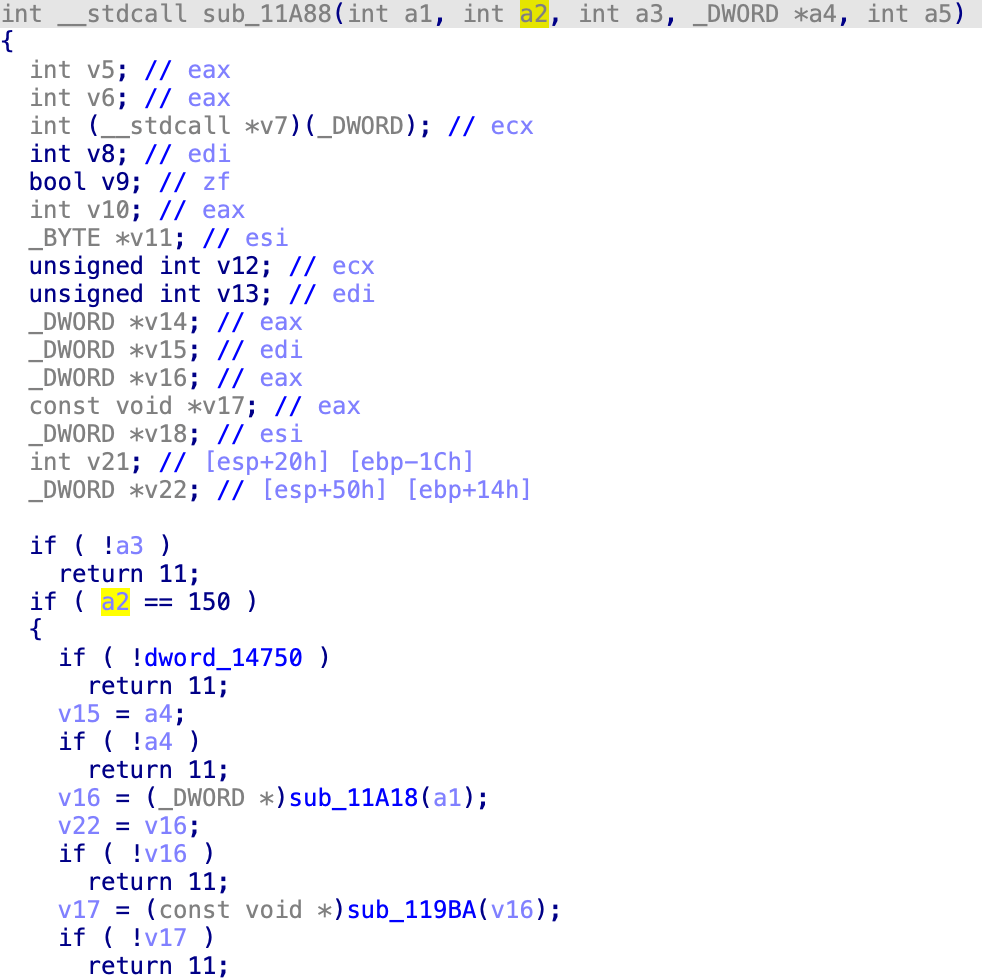 int __stdcall sub_11A88(int a1, int a2, int a3, _DWORD *a4, int a5)
{
  int v5; // eax
  int v6; // eax
  int (__stdcall *v7)(_DWORD); // ecx
  int v8; // edi
  bool v9; // zf
  int v10; // eax
  _BYTE *v11; // esi
  unsigned int v12; // ecx
  unsigned int v13; // edi
  _DWORD *v14; // eax
  _DWORD *v15; // edi
  _DWORD *v16; // eax
  const void *v17; // eax
  _DWORD *v18; // esi
  int v21; // [esp+20h] [ebp-1Ch]
  _DWORD *v22; // [esp+50h] [ebp+14h]

  if ( !a3 )
    return 11;
  if ( a2 == 150 )
  {
    if ( !dword_14750 )
      return 11;
    v15 = a4;
    if ( !a4 )
      return 11;
    v16 = (_DWORD *)sub_11A18(a1);
    v22 = v16;
    if ( !v16 )
      return 11;
    v17 = (const void *)sub_119BA(v16);
    if ( !v17 )
      return 11;